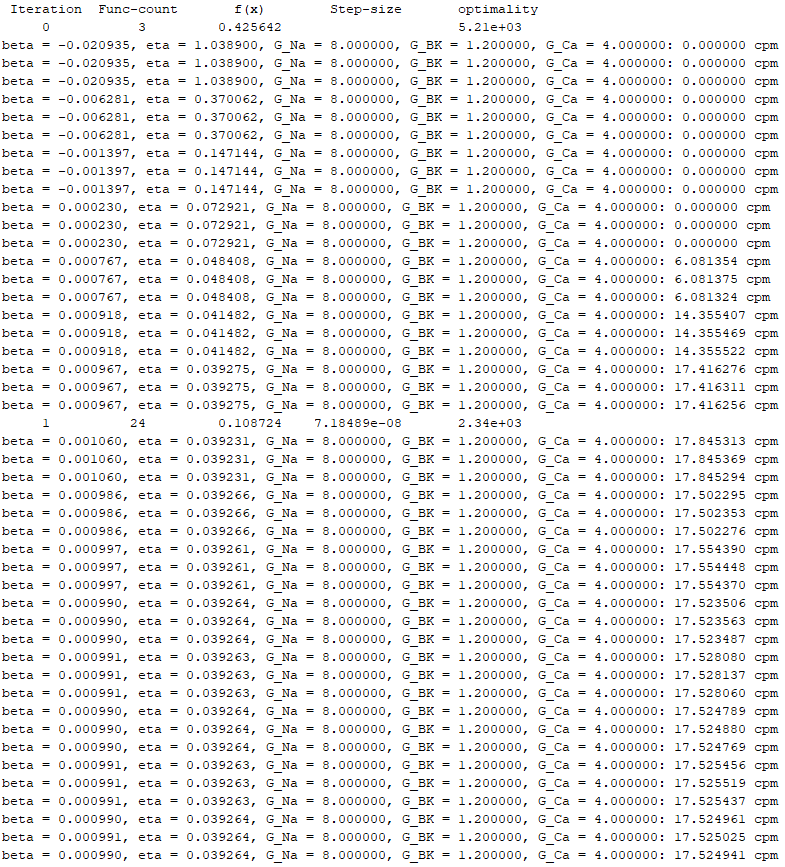 Iteration Func-count f(x) Step-size optimality
0 3 0.425642 5.21e+03
beta = -0.020935, eta = 1.038900, G_Na = 8.000000, G_BK = 1.200000, G_Ca = 4.000000: 0.000000 cpm
beta = -0.020935, eta = 1.038900, G_Na = 8.000000, G_BK = 1.200000, G_Ca = 4.000000: 0.000000 cpm
beta = -0.020935, eta = 1.038900, G_Na = 8.000000, G_BK = 1.200000, G_Ca = 4.000000: 0.000000 cpm
beta = -0.006281, eta = 0.370062, G_Na = 8.000000, G_BK = 1.200000, G_Ca = 4.000000: 0.000000 cpm
beta = -0.006281, eta = 0.370062, G_Na = 8.000000, G_BK = 1.200000, G_Ca = 4.000000: 0.000000 cpm
beta = -0.006281, eta = 0.370062, G_Na = 8.000000, G_BK = 1.200000, G_Ca = 4.000000: 0.000000 cpm
beta = -0.001397, eta = 0.147144, G_Na = 8.000000, G_BK = 1.200000, G_Ca = 4.000000: 0.000000 cpm
beta = -0.001397, eta = 0.147144, G_Na = 8.000000, G_BK = 1.200000, G_Ca = 4.000000: 0.000000 cpm
beta = -0.001397, eta = 0.147144, G_Na = 8.000000, G_BK = 1.200000, G_Ca = 4.000000: 0.000000 cpm
beta = 0.000230, eta = 0.072921, G_Na = 8.000000, G_BK = 1.200000, G_Ca = 4.000000: 0.000000 cpm
beta = 0.000230, eta = 0.072921, G_Na = 8.000000, G_BK = 1.200000, G_Ca = 4.000000: 0.000000 cpm
beta = 0.000230, eta = 0.072921, G_Na = 8.000000, G_BK = 1.200000, G_Ca = 4.000000: 0.000000 cpm
beta = 0.000767, eta = 0.048408, G_Na = 8.000000, G_BK = 1.200000, G_Ca = 4.000000: 6.081354 cpm
beta = 0.000767, eta = 0.048408, G_Na = 8.000000, G_BK = 1.200000, G_Ca = 4.000000: 6.081375 cpm
beta = 0.000767, eta = 0.048408, G_Na = 8.000000, G_BK = 1.200000, G_Ca = 4.000000: 6.081324 cpm
beta = 0.000918, eta = 0.041482, G_Na = 8.000000, G_BK = 1.200000, G_Ca = 4.000000: 14.355407 cpm
beta = 0.000918, eta = 0.041482, G_Na = 8.000000, G_BK = 1.200000, G_Ca = 4.000000: 14.355469 cpm
beta = 0.000918, eta = 0.041482, G_Na = 8.000000, G_BK = 1.200000, G_Ca = 4.000000: 14.355522 cpm
beta = 0.000967, eta = 0.039275, G_Na = 8.000000, G_BK = 1.200000, G_Ca = 4.000000: 17.416276 cpm
beta = 0.000967, eta = 0.039275, G_Na = 8.000000, G_BK = 1.200000, G_Ca = 4.000000: 17.416311 cpm
beta = 0.000967, eta = 0.039275, G_Na = 8.000000, G_BK = 1.200000, G_Ca = 4.000000: 17.416256 cpm
1 24 0.108724 7.18489e-08 2.34e+03
beta = 0.001060, eta = 0.039231, G_Na = 8.000000, G_BK = 1.200000, G_Ca = 4.000000: 17.845313 cpm
beta = 0.001060, eta = 0.039231, G_Na = 8.000000, G_BK = 1.200000, G_Ca = 4.000000: 17.845369 cpm
beta = 0.001060, eta = 0.039231, G_Na = 8.000000, G_BK = 1.200000, G_Ca = 4.000000: 17.845294 cpm
beta = 0.000986, eta = 0.039266, G_Na = 8.000000, G_BK = 1.200000, G_Ca = 4.000000: 17.502295 cpm
beta = 0.000986, eta = 0.039266, G_Na = 8.000000, G_BK = 1.200000, G_Ca = 4.000000: 17.502353 cpm
beta = 0.000986, eta = 0.039266, G_Na = 8.000000, G_BK = 1.200000, G_Ca = 4.000000: 17.502276 cpm
beta = 0.000997, eta = 0.039261, G_Na = 8.000000, G_BK = 1.200000, G_Ca = 4.000000: 17.554390 cpm
beta = 0.000997, eta = 0.039261, G_Na = 8.000000, G_BK = 1.200000, G_Ca = 4.000000: 17.554448 cpm
beta = 0.000997, eta = 0.039261, G_Na = 8.000000, G_BK = 1.200000, G_Ca = 4.000000: 17.554370 cpm
beta = 0.000990, eta = 0.039264, G_Na = 8.000000, G_BK = 1.200000, G_Ca = 4.000000: 17.523506 cpm
beta = 0.000990, eta = 0.039264, G_Na = 8.000000, G_BK = 1.200000, G_Ca = 4.000000: 17.523563 cpm
beta = 0.000990, eta = 0.039264, G_Na = 8.000000, G_BK = 1.200000, G_Ca = 4.000000: 17.523487 cpm
beta = 0.000991, eta = 0.039263, G_Na = 8.000000, G_BK = 1.200000, G_Ca = 4.000000: 17.528080 cpm
beta = 0.000991, eta = 0.039263, G_Na = 8.000000, G_BK = 1.200000, G_Ca = 4.000000: 17.528137 cpm
beta = 0.000991, eta = 0.039263, G_Na = 8.000000, G_BK = 1.200000, G_Ca = 4.000000: 17.528060 cpm
beta = 0.000990, eta = 0.039264, G_Na = 8.000000, G_BK = 1.200000, G_Ca = 4.000000: 17.524789 cpm
beta = 0.000990, eta = 0.039264, G_Na = 8.000000, G_BK = 1.200000, G_Ca = 4.000000: 17.524880 cpm
beta = 0.000990, eta = 0.039264, G_Na = 8.000000, G_BK = 1.200000, G_Ca = 4.000000: 17.524769 cpm
beta = 0.000991, eta = 0.039263, G_Na = 8.000000, G_BK = 1.200000, G_Ca = 4.000000: 17.525456 cpm
beta = 0.000991, eta = 0.039263, G_Na = 8.000000, G_BK = 1.200000, G_Ca = 4.000000: 17.525519 cpm
beta = 0.000991, eta = 0.039263, G_Na = 8.000000, G_BK = 1.200000, G_Ca = 4.000000: 17.525437 cpm
beta = 0.000990, eta = 0.039264, G_Na = 8.000000, G_BK = 1.200000, G_Ca = 4.000000: 17.524961 cpm
beta = 0.000991, eta = 0.039264, G_Na = 8.000000, G_BK = 1.200000, G_Ca = 4.000000: 17.525025 cpm
beta = 0.000990, eta = 0.039264, G_Na = 8.000000, G_BK = 1.200000, G_Ca = 4.000000: 17.524941 cpm